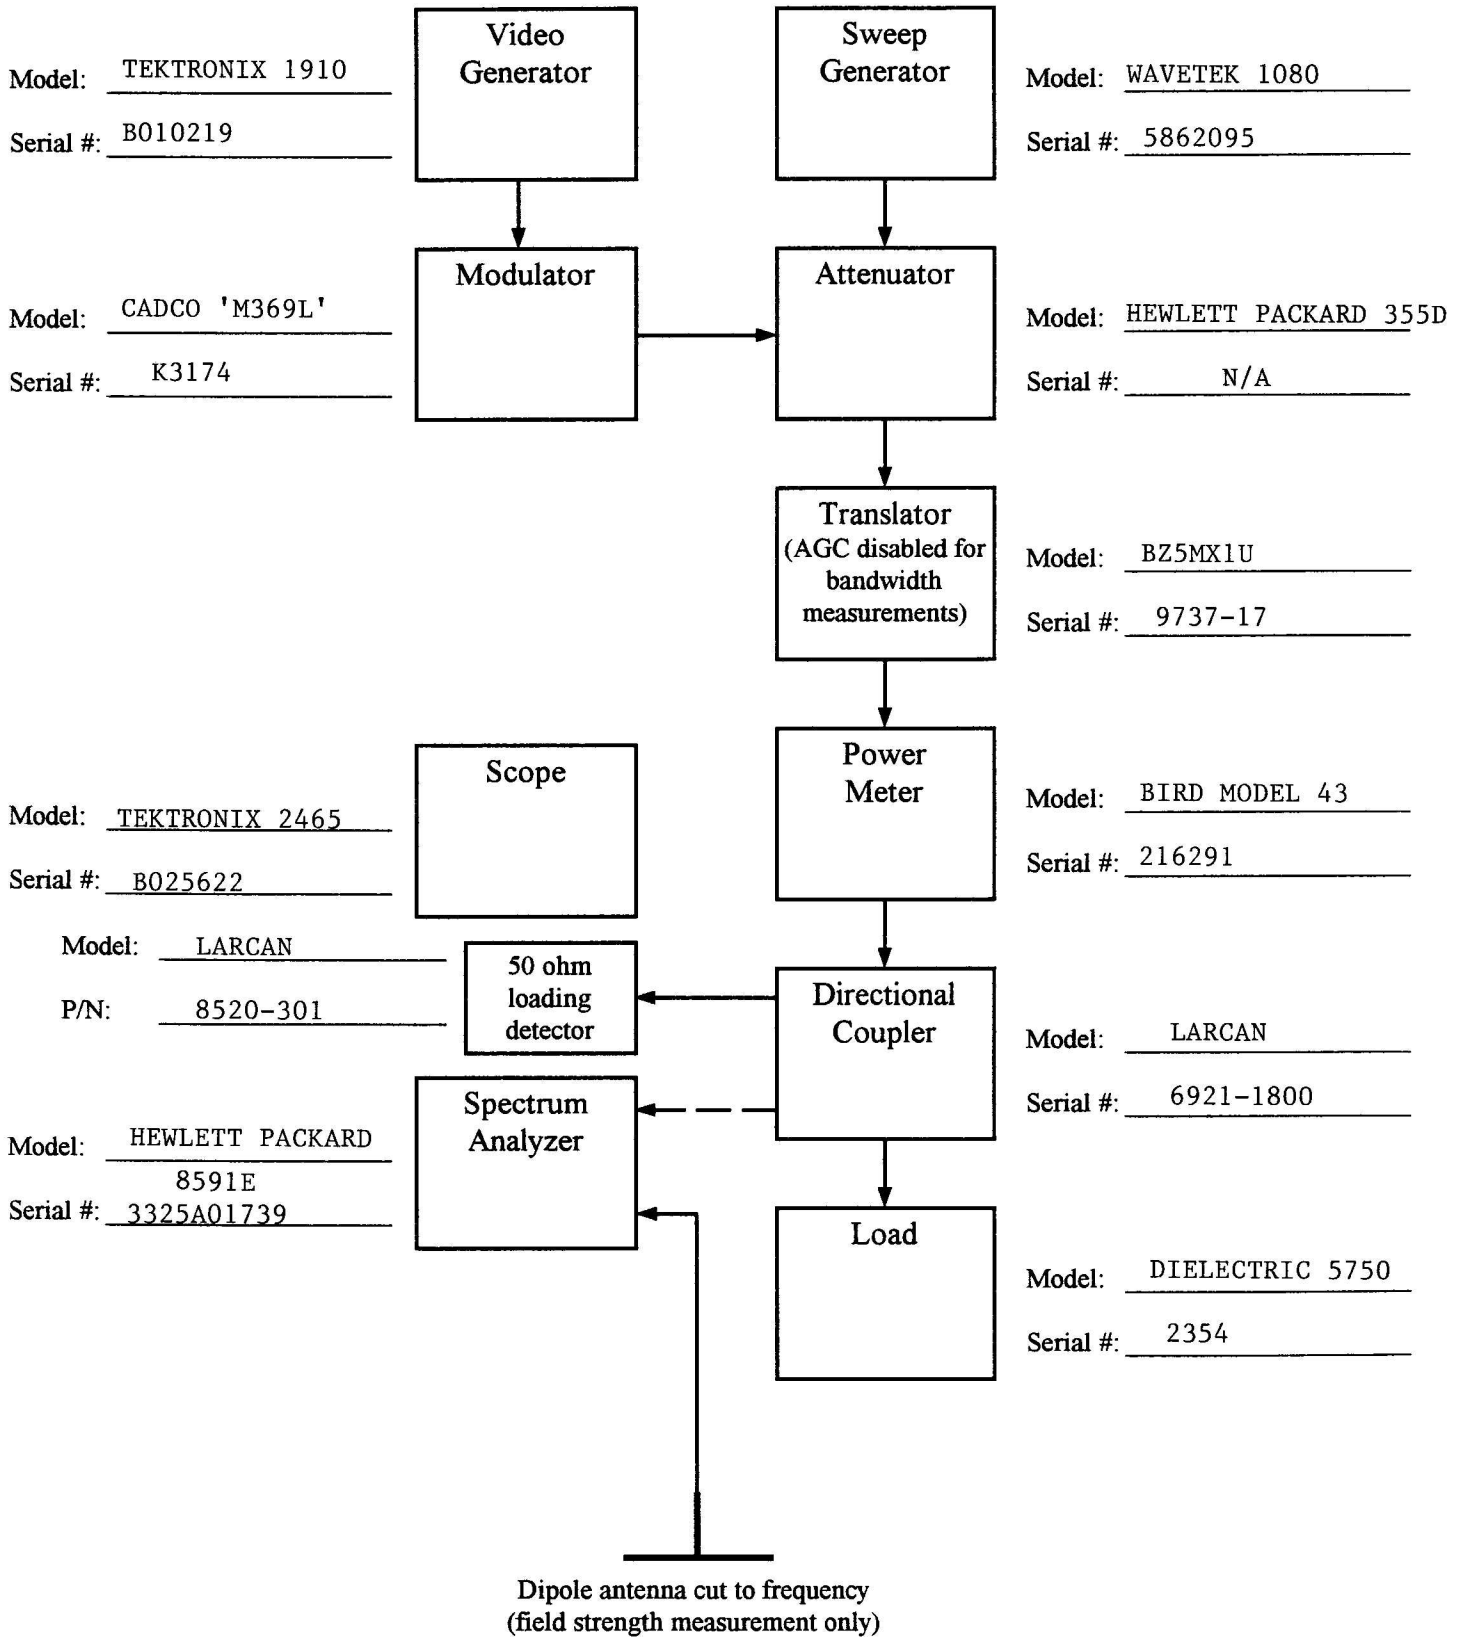 Video
Generator
Model: TEKTRONIX 1910
Serial #: B010219
Sweep
Generator
Model: WAVETEK 1080
Serial #: 5862095
Modulator
Model: CADCO 'M369L'
Serial #: K3174
Attenuator
Model: HEWLETT PACKARD 355D
Serial #: N/A
Translator
(AGC disabled for
bandwidth
measurements)
Model: BZ5MX1U
Serial #: 9737-17
Scope
Model: TEKTRONIX 2465
Serial #: B025622
Power
Meter
Model: BIRD MODEL 43
Serial #: 216291
50 ohm
loading
detector
Model: LARCAN
P/N: 8520-301
Directional
Coupler
Model: LARCAN
Serial #: 6921-1800
Spectrum
Analyzer
Model: HEWLETT PACKARD
8591E
Serial #: 3325A01739
Load
Model: DIELECTRIC 5750
Serial #: 2354
Dipole antenna cut to frequency
(field strength measurement only)